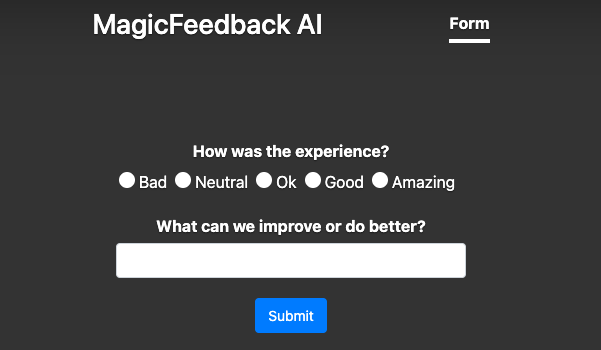 MagicFeedback AI
Form
How was the experience?
Bad Neutral Ok Good Amazing
What can we improve or do better?
Submit